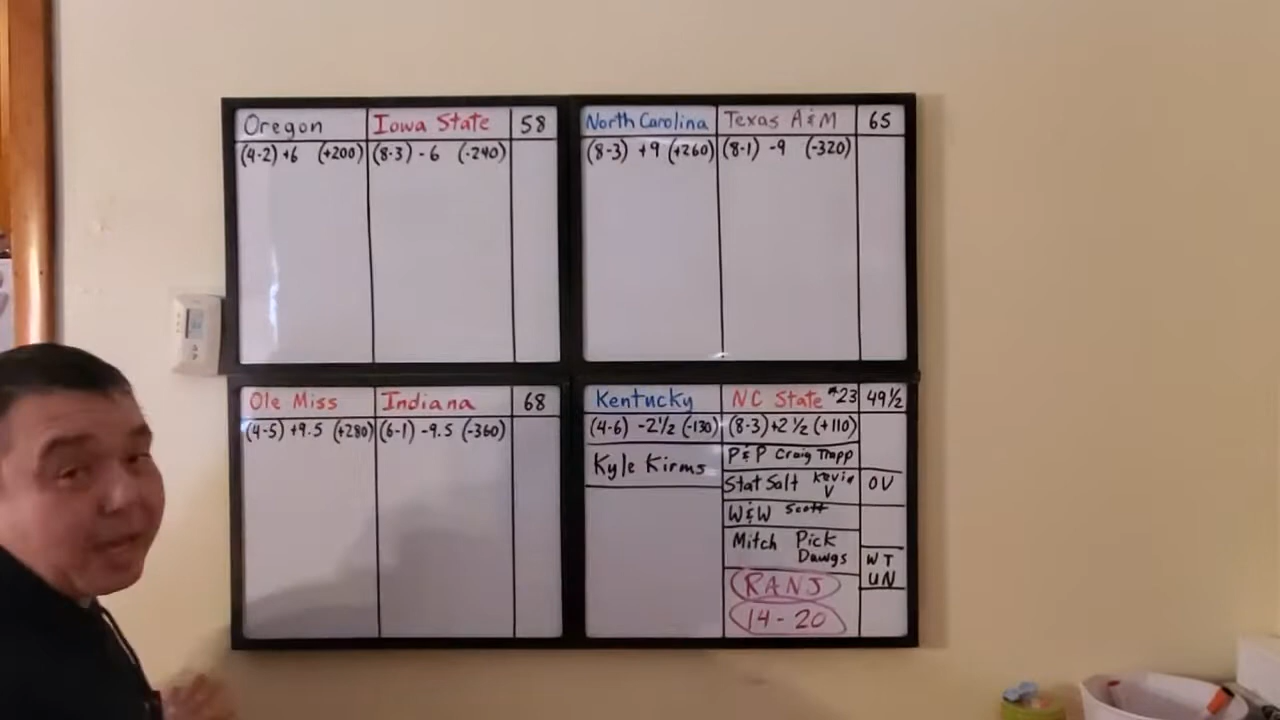 Oregon Iowa State 58
(4-2) +6 (+200) (8-3) -6 (-240)
North Carolina Texas A&M 65
(8-3) +9 (+260) (8-1) -9 (-320)
Ole Miss Indiana 68
(4-5) +9.5 (+280) (6-1) -9.5 (-360)
Kentucky NC State #23 49½
(4-6) -2½ (-130) (8-3) +2½ (+110)
Kyle Kirms
P&P Craig Trapp
Stat Salt Kevin V OV
W&W Scott
Mitch Pick Dawgs WT UN
RANJ
14-20